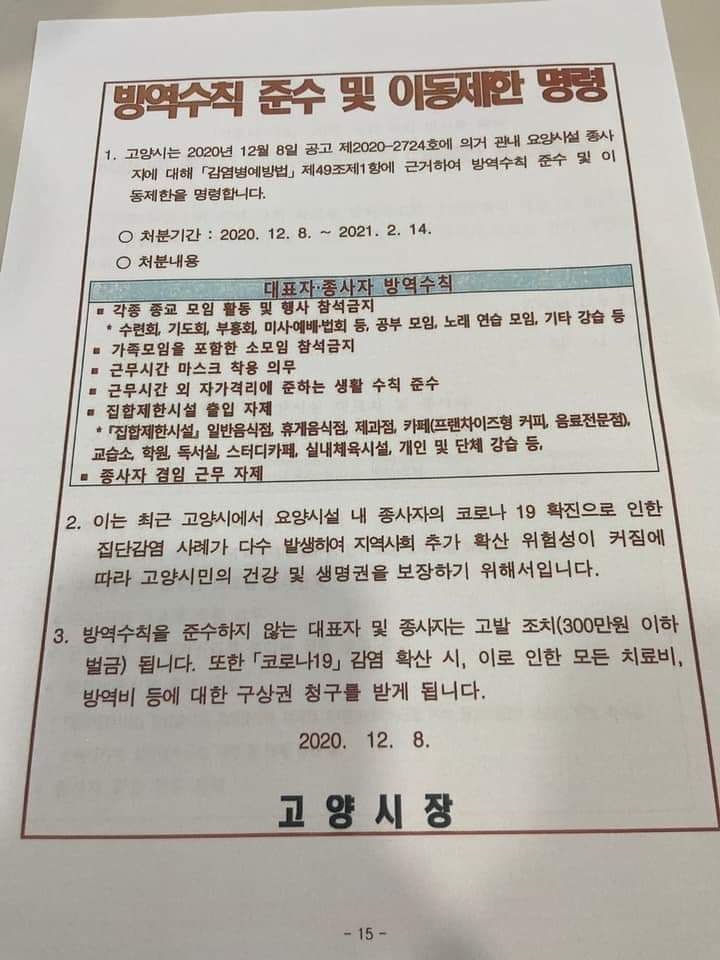 방역수칙 준수 및 이동제한 명령
1. 고양시는 2020년 12월 8일 공고 제2020-2724호에 의거 관내 요양시설 종사
자에 대해 「감염병예방법」 제49조제1항에 근거하여 방역수칙 준수 및 이
동제한을 명령합니다.
○ 처분기간 : 2020. 12. 8. ~ 2021. 2. 14.
○ 처분내용
대표자·종사자 방역수칙
▪ 각종 종교 모임 활동 및 행사 참석금지
* 수련회, 기도회, 부흥회, 미사·예배·법회 등, 공부 모임, 노래 연습 모임, 기타 강습 등
▪ 가족모임을 포함한 소모임 참석금지
▪ 근무시간 마스크 착용 의무
▪ 근무시간 외 자가격리에 준하는 생활 수칙 준수
▪ 집합제한시설 출입 자제
* 「집합제한시설」 일반음식점, 휴게음식점, 제과점, 카페(프랜차이즈형 커피, 음료전문점),
교습소, 학원, 독서실, 스터디카페, 실내체육시설, 개인 및 단체 강습 등,
▪ 종사자 겸임 근무 자제
2. 이는 최근 고양시에서 요양시설 내 종사자의 코로나 19 확진으로 인한
집단감염 사례가 다수 발생하여 지역사회 추가 확산 위험성이 커짐에
따라 고양시민의 건강 및 생명권을 보장하기 위해서입니다.
3. 방역수칙을 준수하지 않는 대표자 및 종사자는 고발 조치(300만원 이하
벌금) 됩니다. 또한 「코로나19」 감염 확산 시, 이로 인한 모든 치료비,
방역비 등에 대한 구상권 청구를 받게 됩니다.
2020. 12. 8.
고 양 시 장
- 15 -